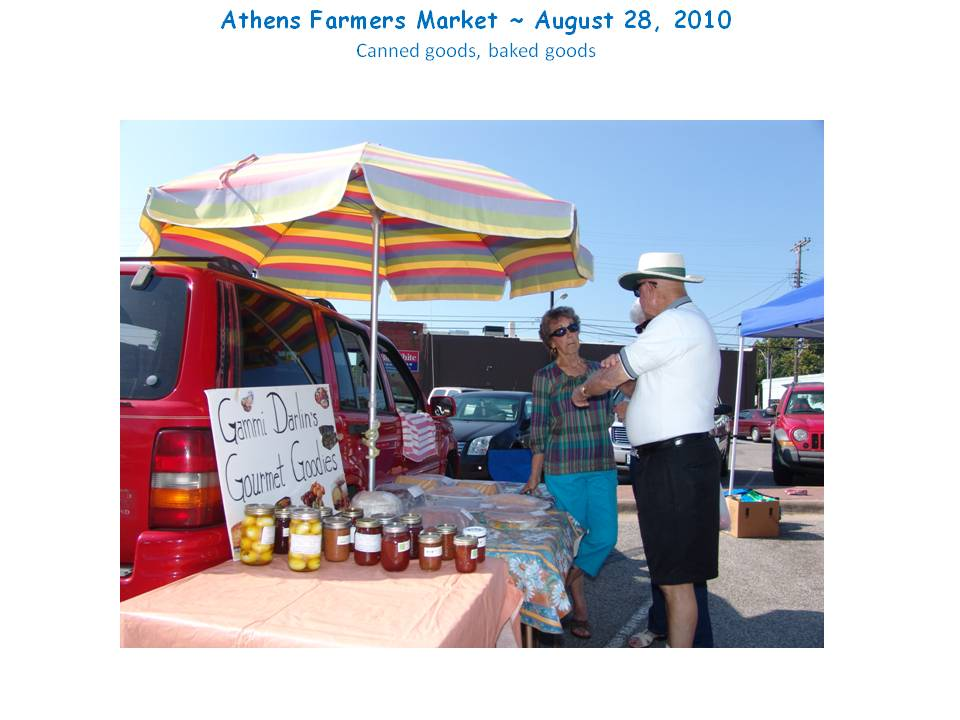 Athens Farmers Market ~ August 28, 2010
Canned goods, baked goods
Gammi Darlin's
Gourmet Goodies